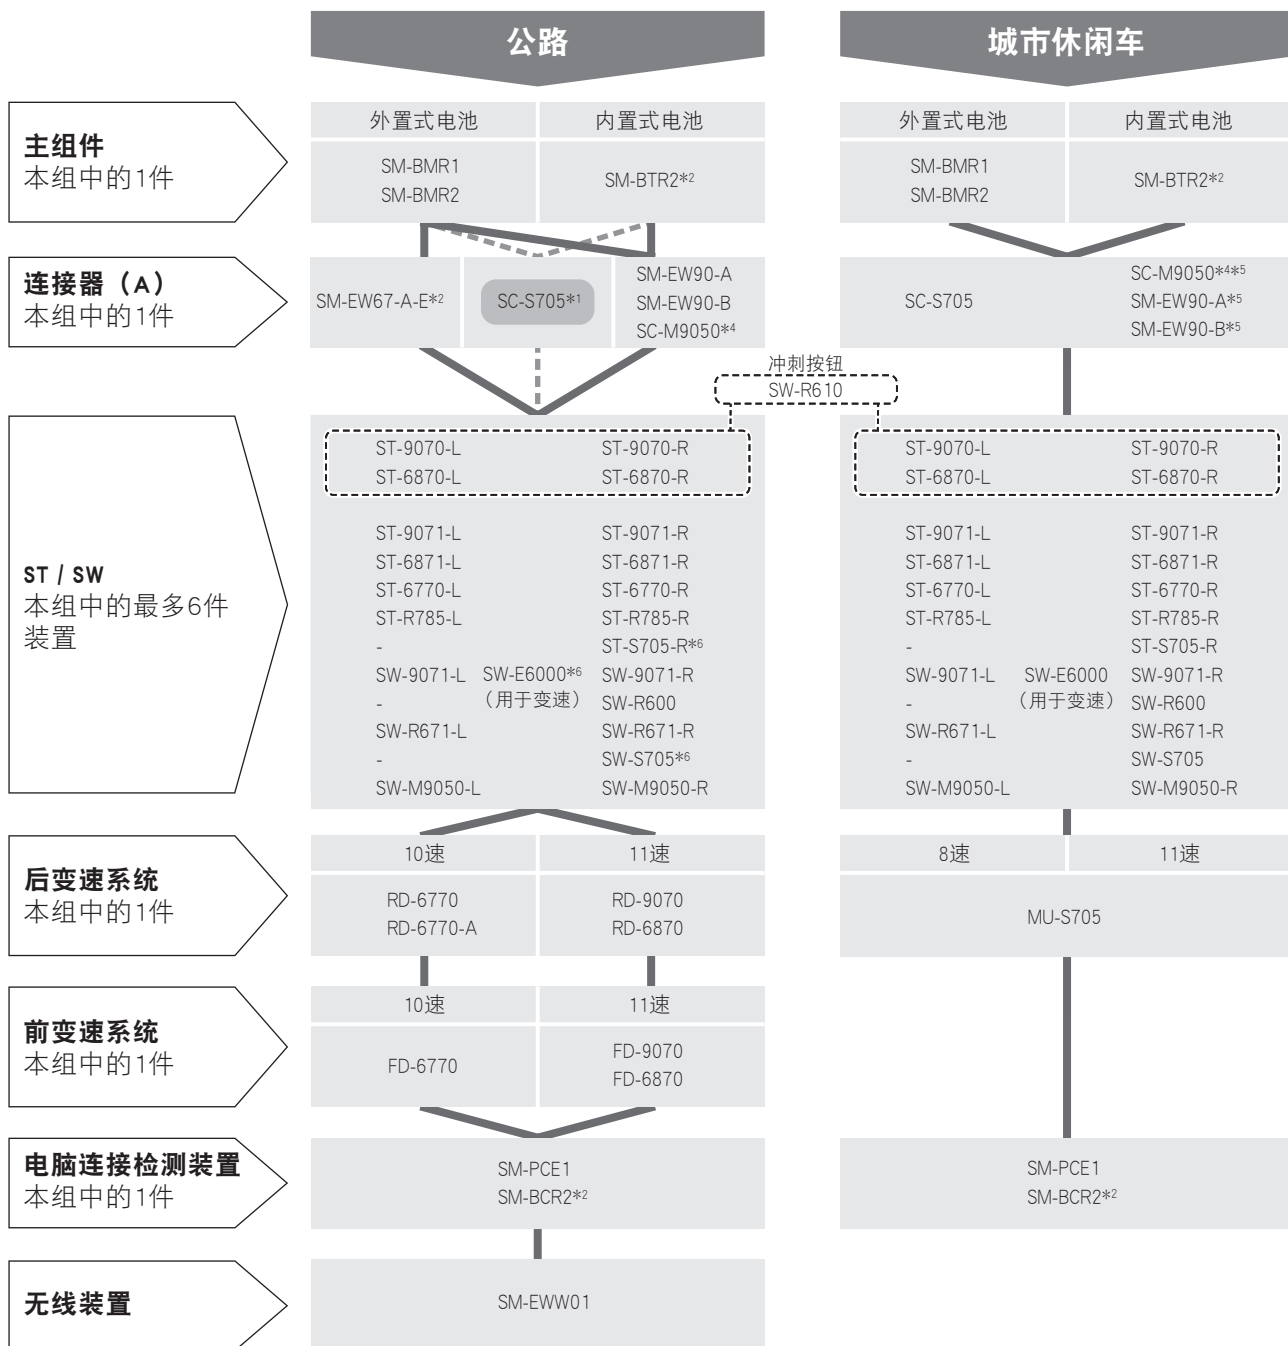 公路
城市休闲车
主组件
本组中的1件
外置式电池
内置式电池
SM-BMR1
SM-BMR2
SM-BTR2*2
外置式电池
内置式电池
SM-BMR1
SM-BMR2
SM-BTR2*2
连接器（A）
本组中的1件
SM-EW67-A-E*2
SC-S705*1
SM-EW90-A
SM-EW90-B
SC-M9050*4
SC-S705
SC-M9050*4*5
SM-EW90-A*5
SM-EW90-B*5
冲刺按钮
SW-R610
ST / SW
本组中的最多6件
装置
ST-9070-L ST-9070-R
ST-6870-L ST-6870-R
ST-9071-L ST-9071-R
ST-6871-L ST-6871-R
ST-6770-L ST-6770-R
ST-R785-L ST-R785-R
- ST-S705-R*6
SW-9071-L SW-E6000*6 SW-9071-R
- （用于变速） SW-R600
SW-R671-L SW-R671-R
- SW-S705*6
SW-M9050-L SW-M9050-R
ST-9070-L ST-9070-R
ST-6870-L ST-6870-R
ST-9071-L ST-9071-R
ST-6871-L ST-6871-R
ST-6770-L ST-6770-R
ST-R785-L ST-R785-R
- ST-S705-R
SW-9071-L SW-E6000 SW-9071-R
- （用于变速） SW-R600
SW-R671-L SW-R671-R
- SW-S705
SW-M9050-L SW-M9050-R
后变速系统
本组中的1件
10速
11速
RD-6770
RD-6770-A
RD-9070
RD-6870
8速
11速
MU-S705
前变速系统
本组中的1件
10速
11速
FD-6770
FD-9070
FD-6870
电脑连接检测装置
本组中的1件
SM-PCE1
SM-BCR2*2
SM-PCE1
SM-BCR2*2
无线装置
SM-EWW01